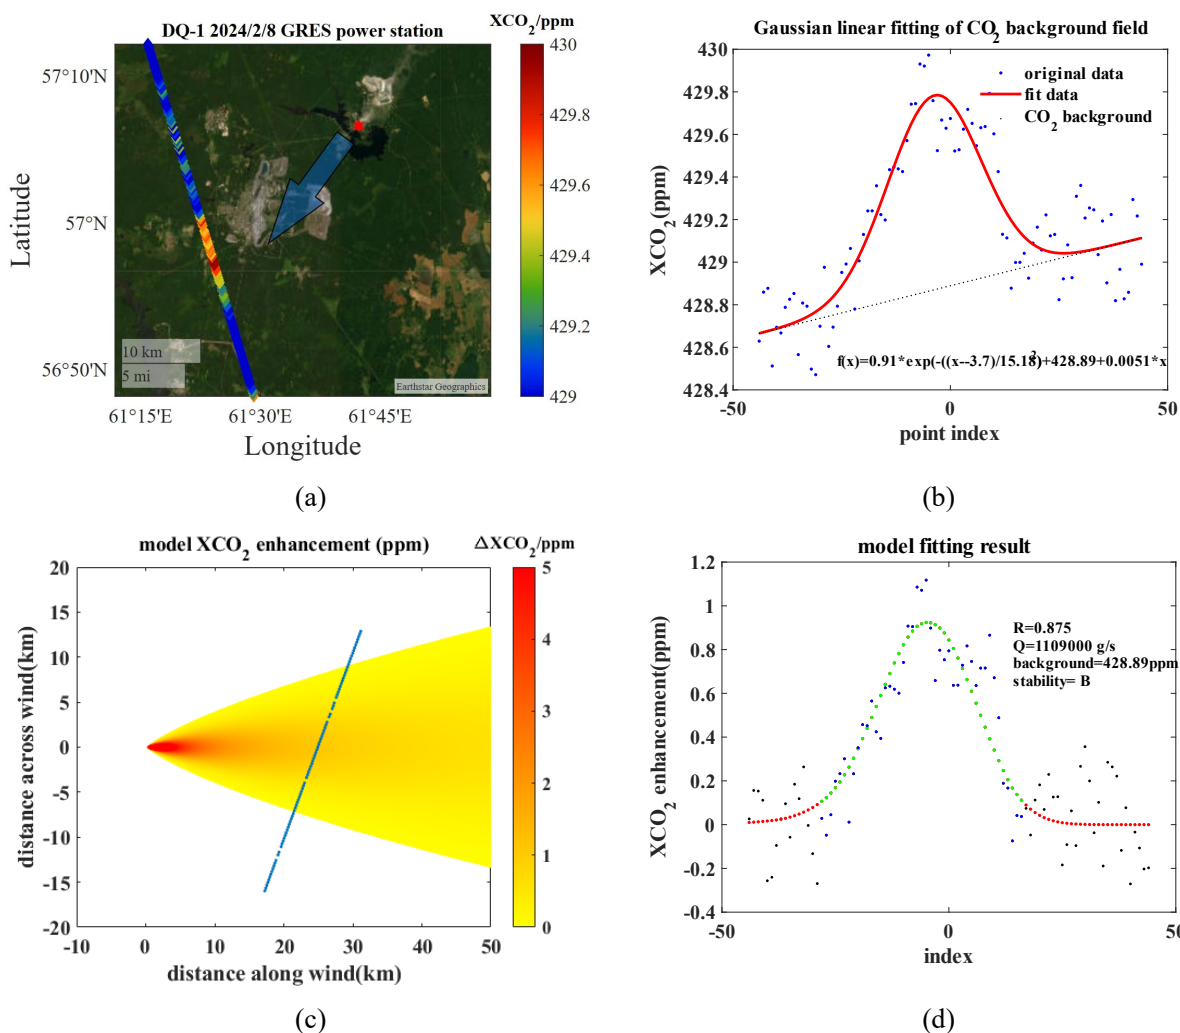 DQ-1 2024/2/8 GRES power station
XCO2/ppm
57°10'N
57°N
56°50'N
Latitude
10 km
5 mi
Earthstar Geographics
61°15'E
61°30'E
61°45'E
Longitude
430
429.8
429.6
429.4
429.2
429
(a)
Gaussian linear fitting of CO2 background field
430
429.8
429.6
429.4
429.2
429
428.8
428.6
428.4
XCO2(ppm)
original data
fit data
CO2 background
f(x)=0.91*exp(-((x--3.7)/15.18)²)+428.89+0.0051*x
-50
0
50
point index
(b)
model XCO2 enhancement (ppm)
△XCO2/ppm
20
15
10
5
0
-5
-10
-15
-20
distance across wind(km)
-10
0
10
20
30
40
50
distance along wind(km)
5
4
3
2
1
0
(c)
model fitting result
1.2
1
0.8
0.6
0.4
0.2
0
-0.2
-0.4
XCO2 enhancement(ppm)
R=0.875
Q=1109000 g/s
background=428.89ppm
stability= B
-50
0
50
index
(d)